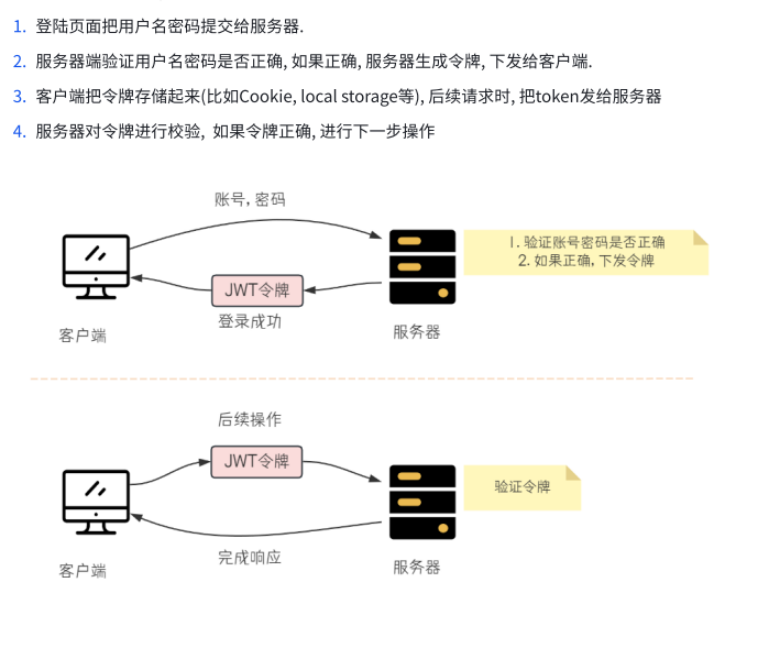 1. 登陆页面把用户名密码提交给服务器.
2. 服务器端验证用户名密码是否正确, 如果正确, 服务器生成令牌, 下发给客户端.
3. 客户端把令牌存储起来(比如Cookie, local storage等), 后续请求时, 把token发给服务器
4. 服务器对令牌进行校验, 如果令牌正确, 进行下一步操作
账号, 密码
1. 验证账号密码是否正确
2. 如果正确, 下发令牌
JWT令牌
登录成功
客户端
服务器
后续操作
JWT令牌
验证令牌
完成响应
客户端
服务器